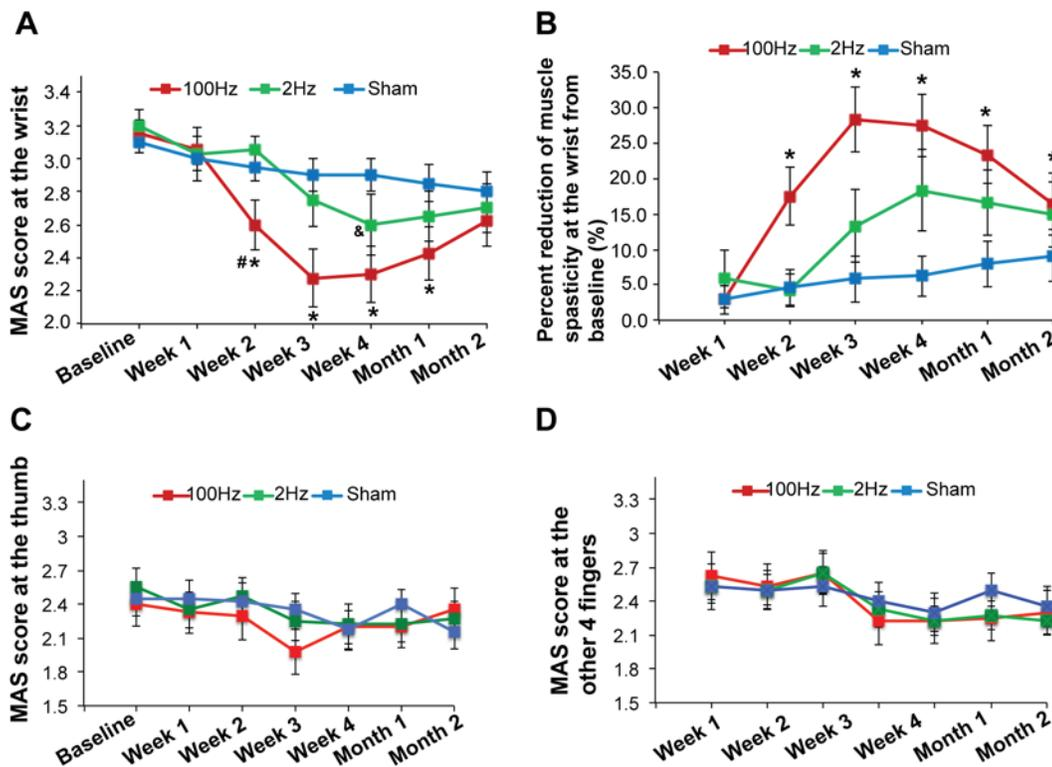 A
100Hz 2Hz Sham
MAS score at the wrist
3.4
3.2
3.0
2.8
2.6
2.4
2.2
2.0
&
#*
*
*
*
Baseline
Week 1
Week 2
Week 3
Week 4
Month 1
Month 2
B
100Hz 2Hz Sham
Percent reduction of muscle
spasticity at the wrist from
baseline (%)
35.0
30.0
25.0
20.0
15.0
10.0
5.0
0.0
*
*
*
*
*
Week 1
Week 2
Week 3
Week 4
Month 1
Month 2
C
100Hz 2Hz Sham
MAS score at the thumb
3.3
3
2.7
2.4
2.1
1.8
1.5
Baseline
Week 1
Week 2
Week 3
Week 4
Month 1
Month 2
D
100Hz 2Hz Sham
MAS score at the
other 4 fingers
3.3
3
2.7
2.4
2.1
1.8
1.5
Week 1
Week 2
Week 3
Week 4
Month 1
Month 2